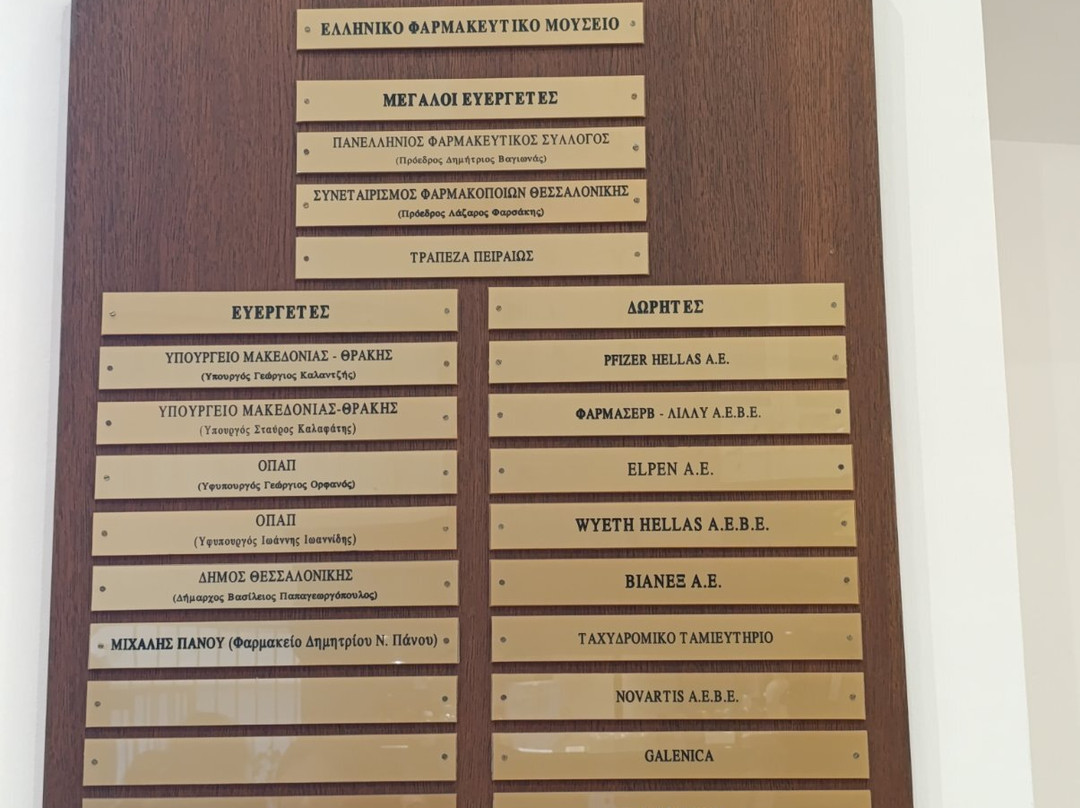 ΕΛΛΗΝΙΚΟ ΦΑΡΜΑΚΕΥΤΙΚΟ ΜΟΥΣΕΙΟ
ΜΕΓΑΛΟΙ ΕΥΕΡΓΕΤΕΣ
ΠΑΝΕΛΛΗΝΙΟΣ ΦΑΡΜΑΚΕΥΤΙΚΟΣ ΣΥΛΛΟΓΟΣ
(Πρόεδρος Δημήτριος Βαγιωνάς)
ΣΥΝΕΤΑΙΡΙΣΜΟΣ ΦΑΡΜΑΚΟΠΟΙΩΝ ΘΕΣΣΑΛΟΝΙΚΗΣ
(Πρόεδρος Λάζαρος Φαρσάκης)
ΤΡΑΠΕΖΑ ΠΕΙΡΑΙΩΣ
ΕΥΕΡΓΕΤΕΣ
ΥΠΟΥΡΓΕΙΟ ΜΑΚΕΔΟΝΙΑΣ - ΘΡΑΚΗΣ
(Υπουργός Γεώργιος Καλαντζής)
ΥΠΟΥΡΓΕΙΟ ΜΑΚΕΔΟΝΙΑΣ-ΘΡΑΚΗΣ
(Υπουργός Σταύρος Καλαφάτης)
ΟΠΑΠ
(Υφυπουργός Γεώργιος Ορφανός)
ΟΠΑΠ
(Υφυπουργός Ιωάννης Ιωαννίδης)
ΔΗΜΟΣ ΘΕΣΣΑΛΟΝΙΚΗΣ
(Δήμαρχος Βασίλειος Παπαγεωργόπουλος)
ΜΙΧΑΛΗΣ ΠΑΝΟΥ (Φαρμακείο Δημητρίου Ν. Πάνου)
ΔΩΡΗΤΕΣ
PFIZER HELLAS A.E.
ΦΑΡΜΑΣΕΡΒ - ΛΙΛΛΥ Α.Ε.Β.Ε.
ELPEN A.E.
WYETH HELLAS A.E.B.E.
ΒΙΑΝΕΞ Α.Ε.
ΤΑΧΥΔΡΟΜΙΚΟ ΤΑΜΙΕΥΤΗΡΙΟ
NOVARTIS A.E.B.E.
GALENICA